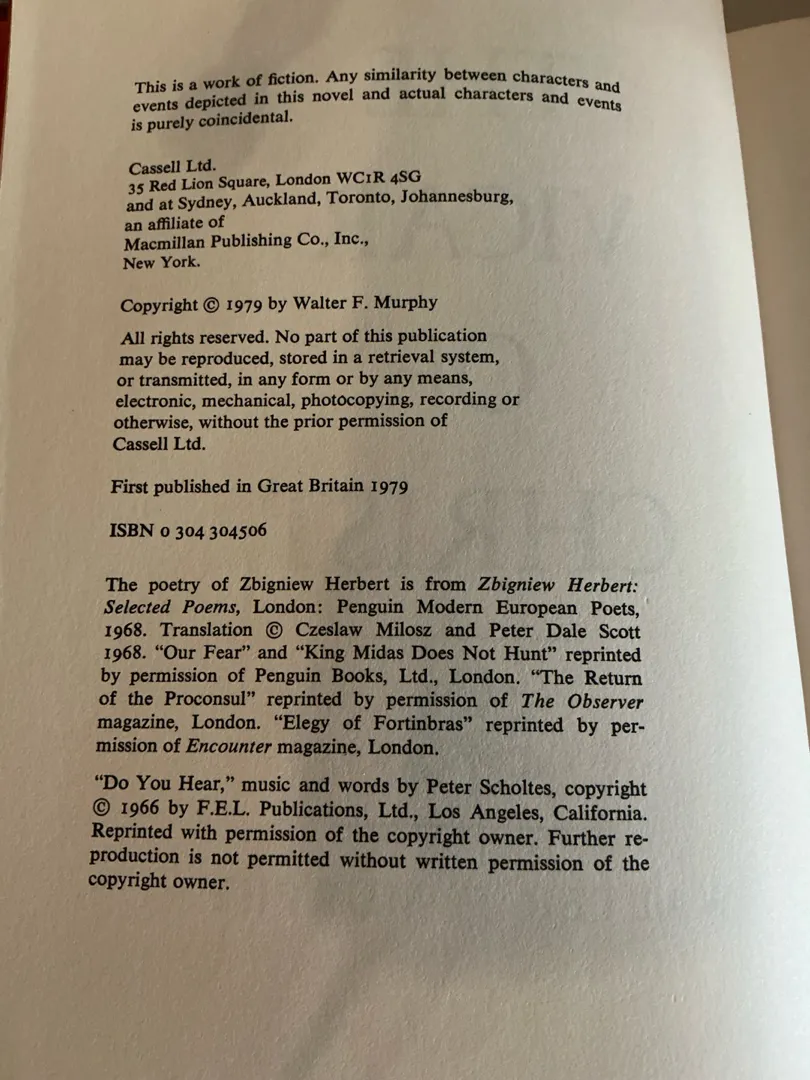 This is a work of fiction. Any similarity between characters and
events depicted in this novel and actual characters and events
is purely coincidental.
Cassell Ltd.
35 Red Lion Square, London WC1R 4SG
and at Sydney, Auckland, Toronto, Johannesburg,
an affiliate of
Macmillan Publishing Co., Inc.,
New York.
Copyright © 1979 by Walter F. Murphy
All rights reserved. No part of this publication
may be reproduced, stored in a retrieval system,
or transmitted, in any form or by any means,
electronic, mechanical, photocopying, recording or
otherwise, without the prior permission of
Cassell Ltd.
First published in Great Britain 1979
ISBN 0 304 304506
The poetry of Zbigniew Herbert is from Zbigniew Herbert:
Selected Poems, London: Penguin Modern European Poets,
1968. Translation © Czeslaw Milosz and Peter Dale Scott
1968. “Our Fear” and “King Midas Does Not Hunt” reprinted
by permission of Penguin Books, Ltd., London. “The Return
of the Proconsul” reprinted by permission of The Observer
magazine, London. “Elegy of Fortinbras” reprinted by per-
mission of Encounter magazine, London.
“Do You Hear,” music and words by Peter Scholtes, copyright
© 1966 by F.E.L. Publications, Ltd., Los Angeles, California.
Reprinted with permission of the copyright owner. Further re-
production is not permitted without written permission of the
copyright owner.